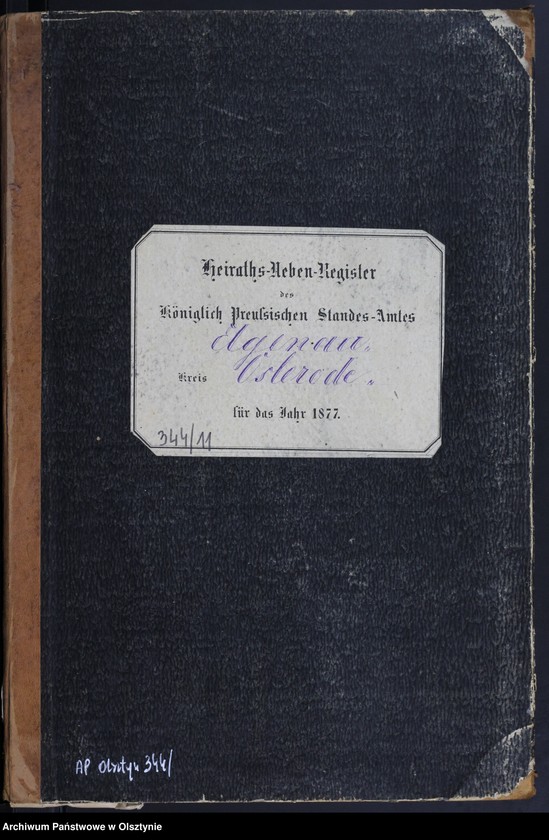 Heiraths-Neben-Register
des
Königlich Preussischen Standes-Amtes
Elgenau.
Kreis Osterode.
für das Jahr 1877.
344/11
AP Olsztyn 344/
Archiwum Państwowe w Olsztynie